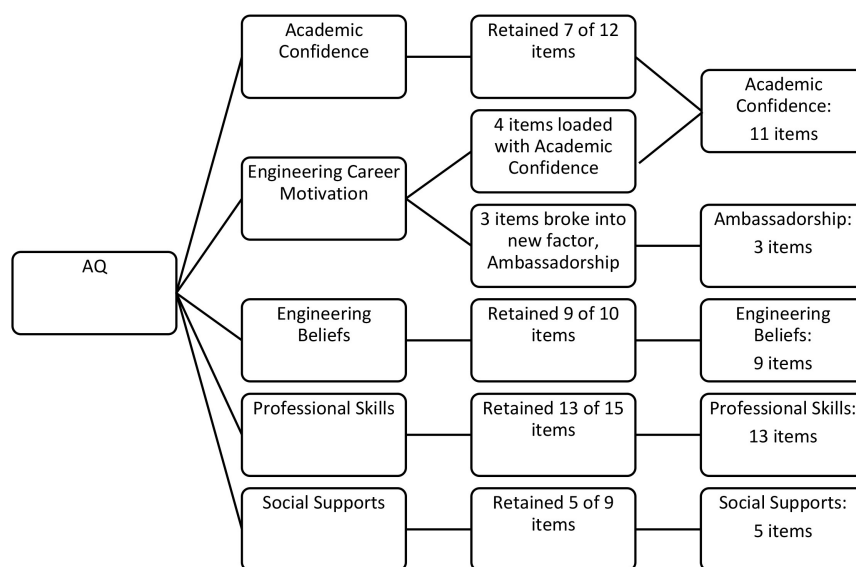 AQ
Academic
Confidence
Retained 7 of 12
items
Academic
Confidence:
11 items
Engineering Career
Motivation
4 items loaded
with Academic
Confidence
3 items broke into
new factor,
Ambassadorship
Ambassadorship:
3 items
Engineering
Beliefs
Retained 9 of 10
items
Engineering
Beliefs:
9 items
Professional Skills
Retained 13 of 15
items
Professional Skills:
13 items
Social Supports
Retained 5 of 9
items
Social Supports:
5 items